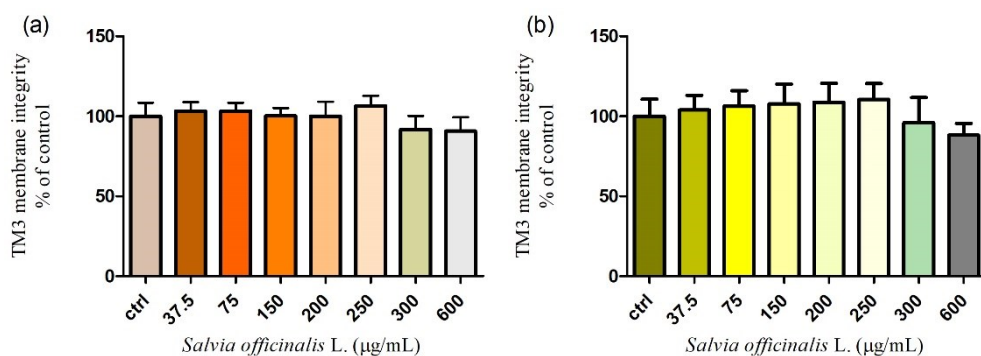 (a)
TM3 membrane integrity
% of control
150
100
50
0
ctrl
37.5
75
150
200
250
300
600
Salvia officinalis L. (µg/mL)
(b)
TM3 membrane integrity
% of control
150
100
50
0
ctrl
37.5
75
150
200
250
300
600
Salvia officinalis L. (µg/mL)